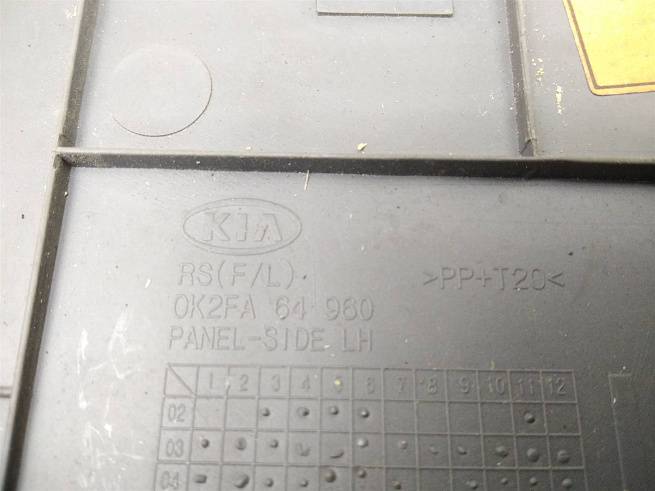 KIA
RS(F/L)
>PP+T20<
0K2FA 64 960
PANEL-SIDE LH
1 2 3 4 5 6 7 8 9 10 11 12
02
03
04